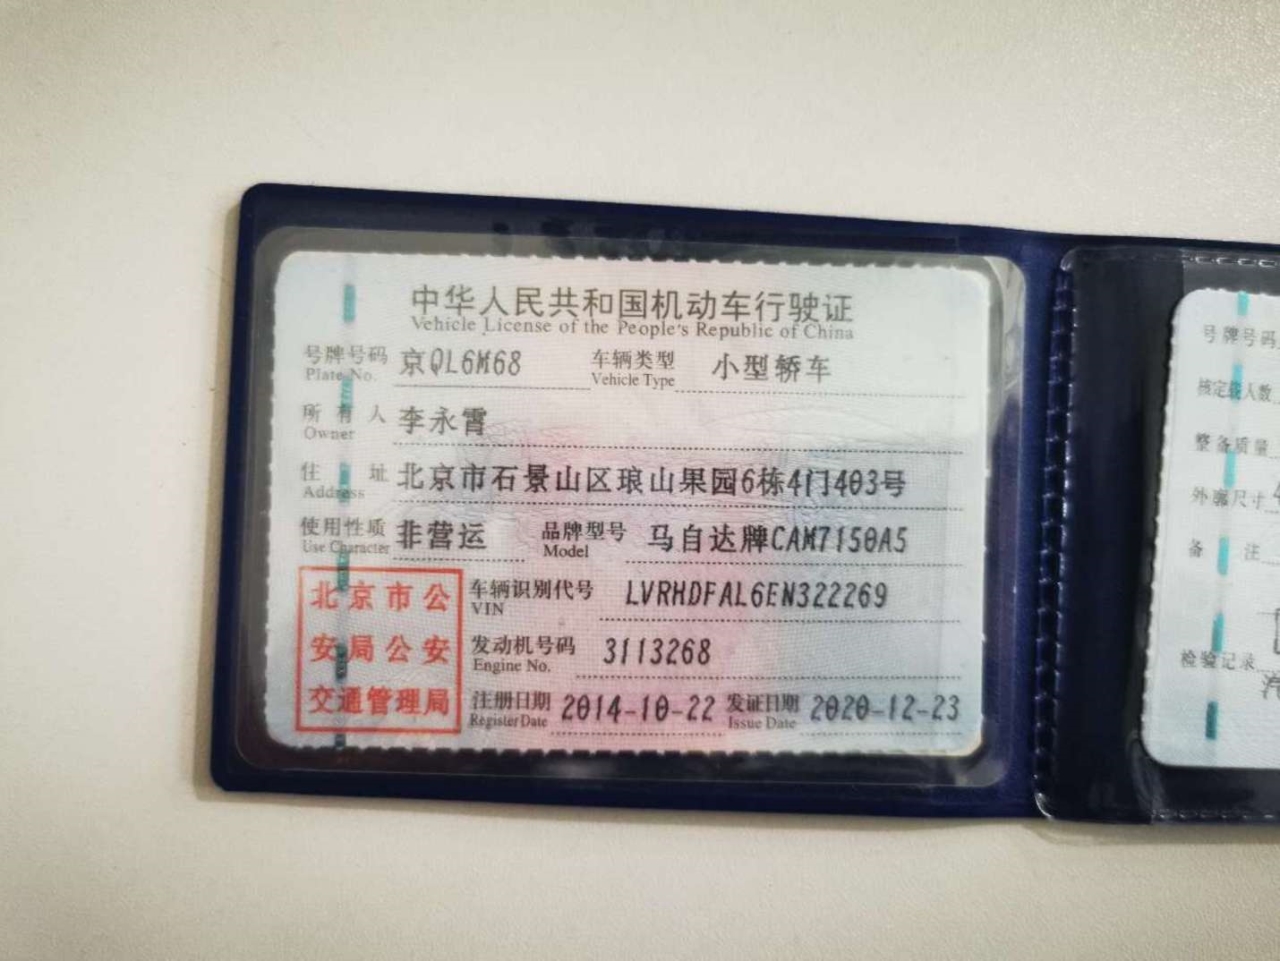 中华人民共和国机动车行驶证
Vehicle License of the People's Republic of China
号牌号码 京QL6M68 车辆类型 小型轿车
Plate No. Vehicle Type
所有人 李永霄
Owner
住址 北京市石景山区琅山果园6栋4门403号
Address
使用性质 非营运 品牌型号 马自达牌CAM7150A5
Use Character Model
北京市公安局公安交通管理局
车辆识别代号 LVRHDFAL6EN322269
VIN
发动机号码 3113268
Engine No.
注册日期 2014-10-22 发证日期 2020-12-23
Register Date Issue Date
号牌号码
核定载人数
整备质量
外廓尺寸
备注
检验记录